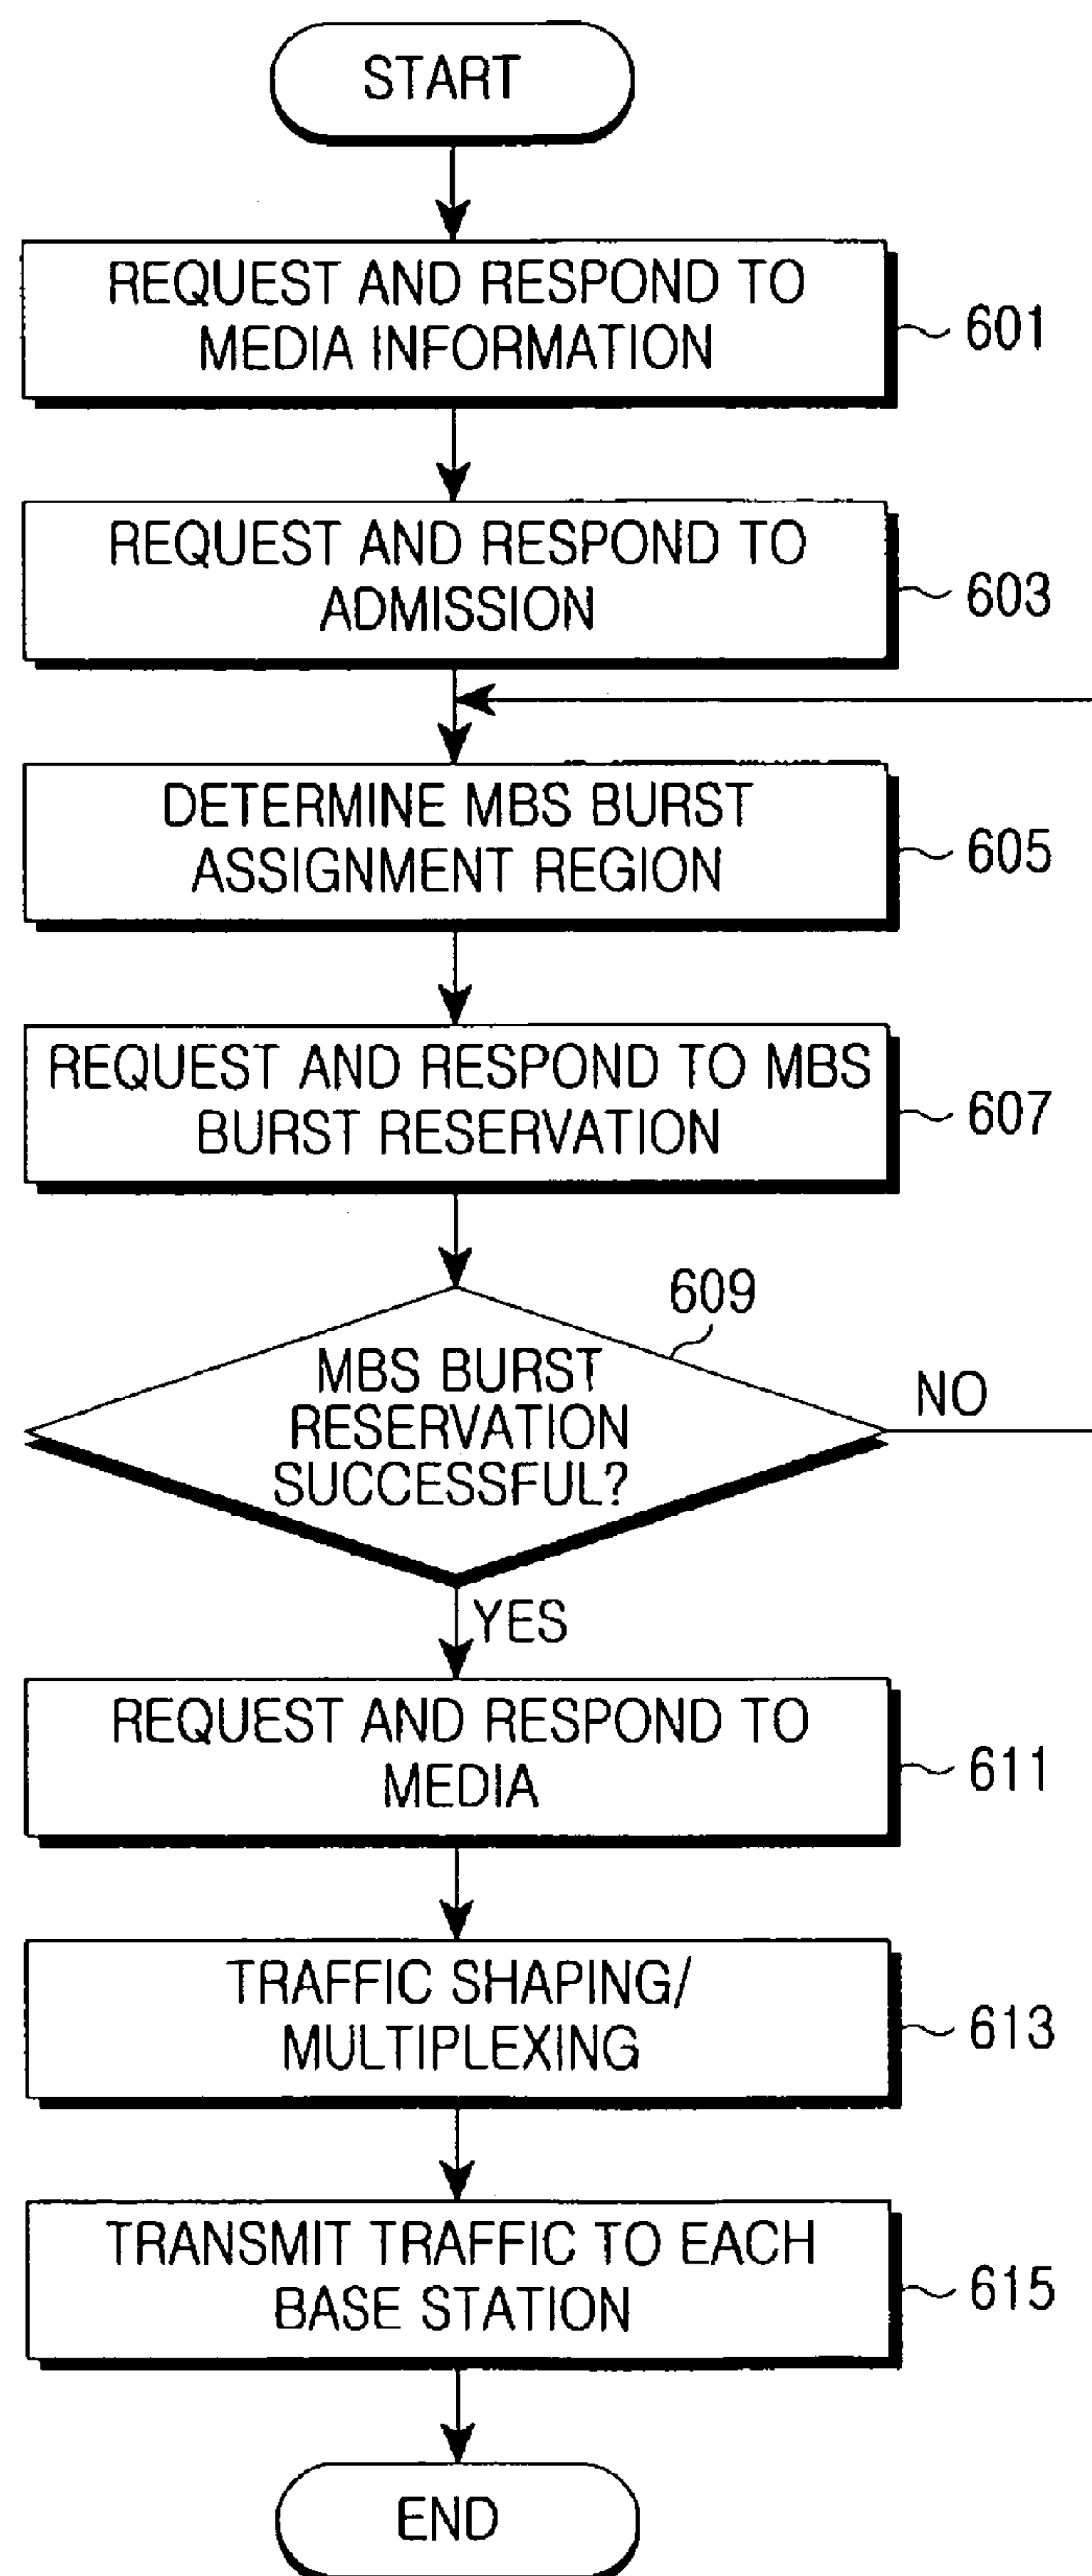 START
REQUEST AND RESPOND TO
MEDIA INFORMATION
601
REQUEST AND RESPOND TO
ADMISSION
603
DETERMINE MBS BURST
ASSIGNMENT REGION
605
REQUEST AND RESPOND TO MBS
BURST RESERVATION
607
609
MBS BURST
RESERVATION
SUCCESSFUL?
NO
YES
REQUEST AND RESPOND TO
MEDIA
611
TRAFFIC SHAPING/
MULTIPLEXING
613
TRANSMIT TRAFFIC TO EACH
BASE STATION
615
END